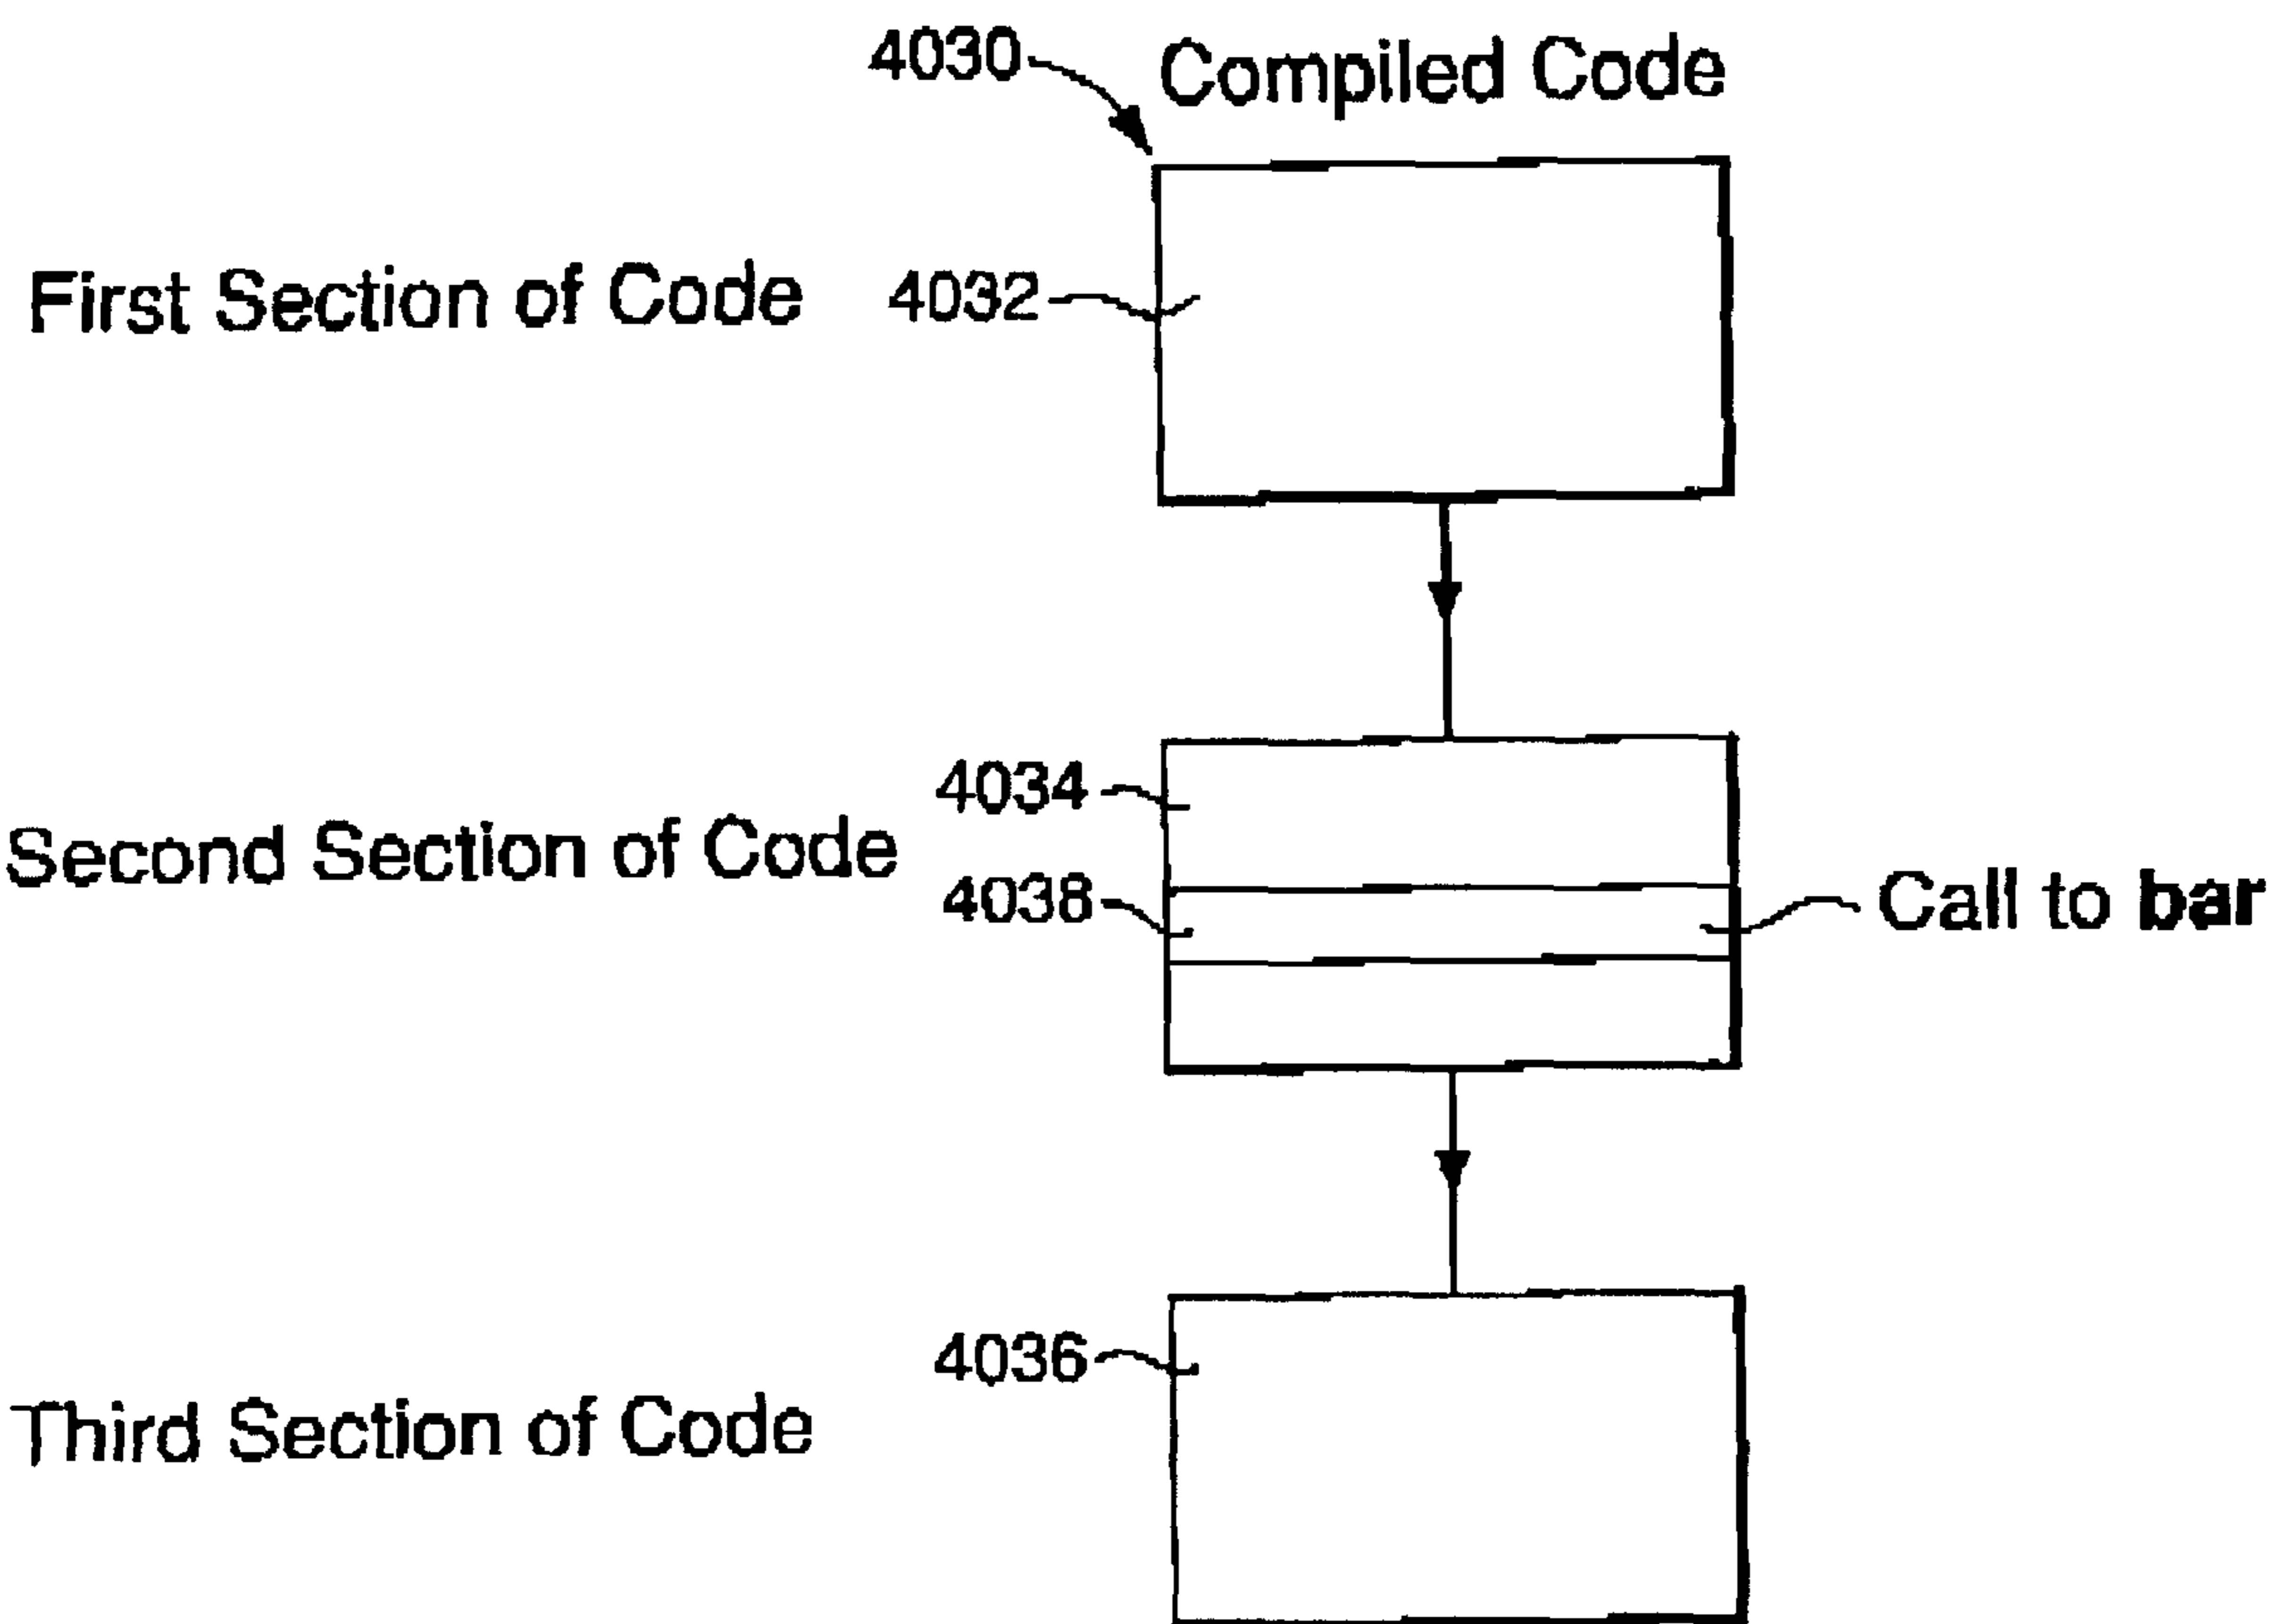 4030 Compiled Code
First Section of Code 4032
4034
Second Section of Code
4038 Call to bar
4036
Third Section of Code